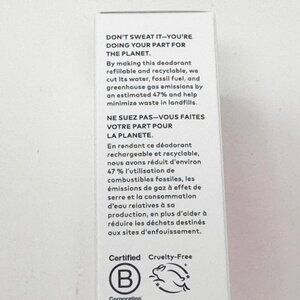 DON'T SWEAT IT—YOU'RE
DOING YOUR PART FOR
THE PLANET.
By making this deodorant
refillable and recyclable, we
cut its water, fossil fuel, and
greenhouse gas emissions by
an estimated 47% and help
minimize waste in landfills.
NE SUEZ PAS—VOUS FAITES
VOTRE PART POUR
LA PLANETE.
En rendant ce déodorant
rechargeable et recyclable,
nous avons réduit d'environ
47 % l'utilisation de
combustibles fossiles, les
émissions de gaz à effet de
serre et la consommation
d'eau relatives à sa
production, en plus d'aider à
réduire les déchets destinés
aux sites d'enfouissement.
Certified Cruelty-Free
B
Corporation